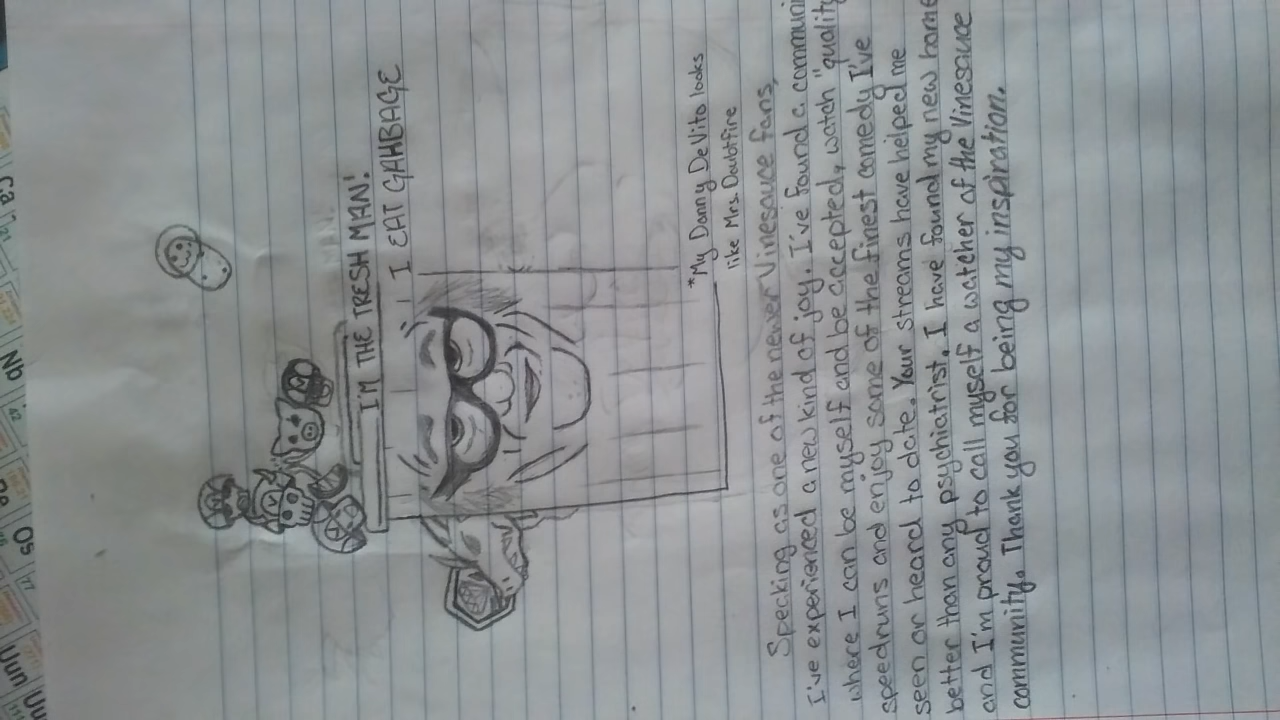 Np
Os
Uun
I'M THE TRESH MAN!
I EAT GAHBAGE
*My Danny DeVito looks
like Mrs. Doubtfire
Specking as one of the newer Vinesauce fans,
I've experienced a new kind of joy. I've found a communi
where I can be myself and be accepted, watch "quality
speedruns and enjoy some of the finest comedy I've
seen or heard to date. Your streams have helped me
better than any psychiatrist. I have found my new home
and I'm proud to call myself a watcher of the Vinesauce
community. Thank you for being my inspiration.